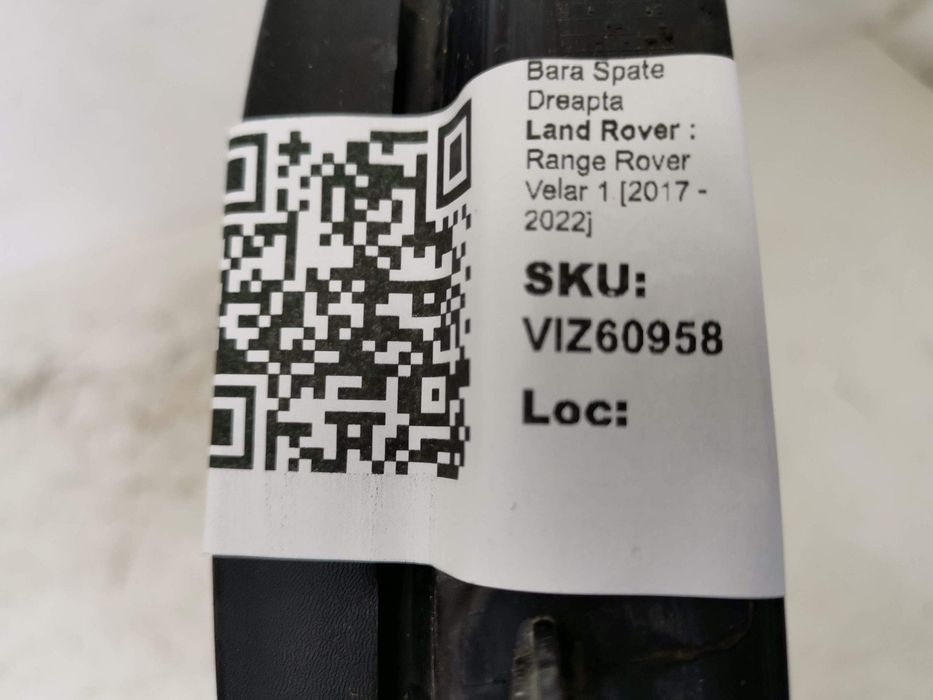 Bara Spate
Dreapta
Land Rover :
Range Rover
Velar 1 [2017 -
2022]
SKU:
VIZ60958
Loc: